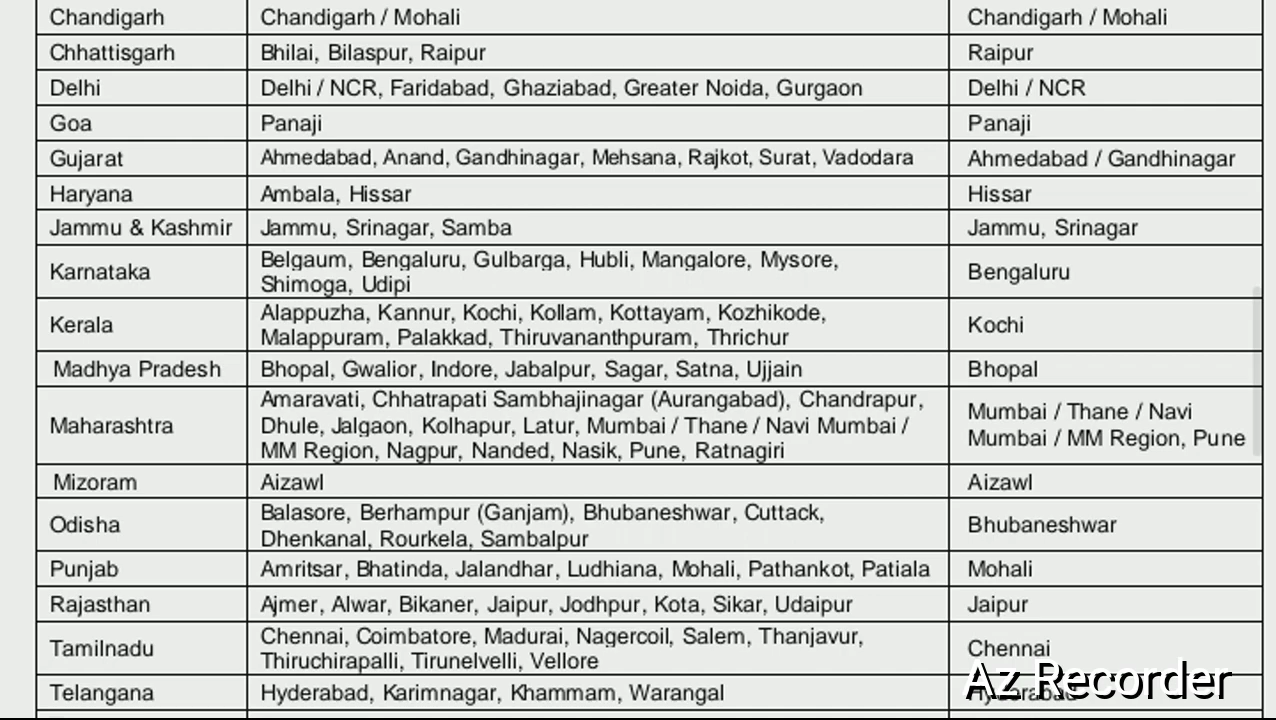 Chandigarh Chandigarh / Mohali Chandigarh / Mohali
Chhattisgarh Bhilai, Bilaspur, Raipur Raipur
Delhi Delhi / NCR, Faridabad, Ghaziabad, Greater Noida, Gurgaon Delhi / NCR
Goa Panaji Panaji
Gujarat Ahmedabad, Anand, Gandhinagar, Mehsana, Rajkot, Surat, Vadodara Ahmedabad / Gandhinagar
Haryana Ambala, Hissar Hissar
Jammu & Kashmir Jammu, Srinagar, Samba Jammu, Srinagar
Karnataka Belgaum, Bengaluru, Gulbarga, Hubli, Mangalore, Mysore,
Shimoga, Udipi Bengaluru
Kerala Alappuzha, Kannur, Kochi, Kollam, Kottayam, Kozhikode,
Malappuram, Palakkad, Thiruvananthpuram, Thrichur Kochi
Madhya Pradesh Bhopal, Gwalior, Indore, Jabalpur, Sagar, Satna, Ujjain Bhopal
Maharashtra Amaravati, Chhatrapati Sambhajinagar (Aurangabad), Chandrapur,
Dhule, Jalgaon, Kolhapur, Latur, Mumbai / Thane / Navi Mumbai /
MM Region, Nagpur, Nanded, Nasik, Pune, Ratnagiri
Mumbai / Thane / Navi
Mumbai / MM Region, Pune
Mizoram Aizawl Aizawl
Odisha Balasore, Berhampur (Ganjam), Bhubaneshwar, Cuttack,
Dhenkanal, Rourkela, Sambalpur Bhubaneshwar
Punjab Amritsar, Bhatinda, Jalandhar, Ludhiana, Mohali, Pathankot, Patiala Mohali
Rajasthan Ajmer, Alwar, Bikaner, Jaipur, Jodhpur, Kota, Sikar, Udaipur Jaipur
Tamilnadu Chennai, Coimbatore, Madurai, Nagercoil, Salem, Thanjavur,
Thiruchirapalli, Tirunelvelli, Vellore Chennai
Telangana Hyderabad, Karimnagar, Khammam, Warangal
Az Recorder